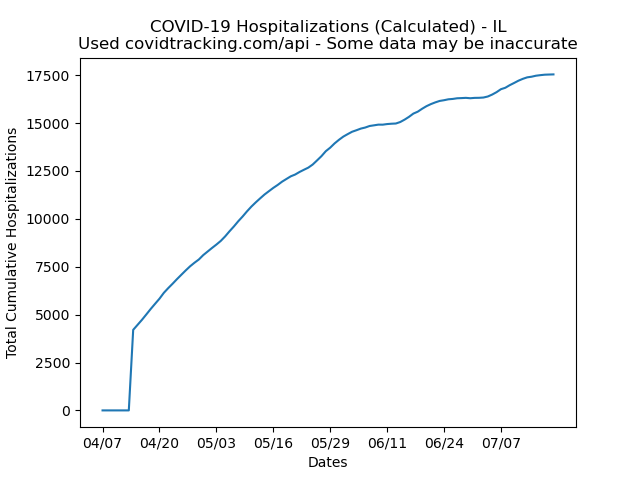 COVID-19 Hospitalizations (Calculated) - IL
Used covidtracking.com/api - Some data may be inaccurate
Total Cumulative Hospitalizations
17500
15000
12500
10000
7500
5000
2500
0
04/07 04/20 05/03 05/16 05/29 06/11 06/24 07/07
Dates